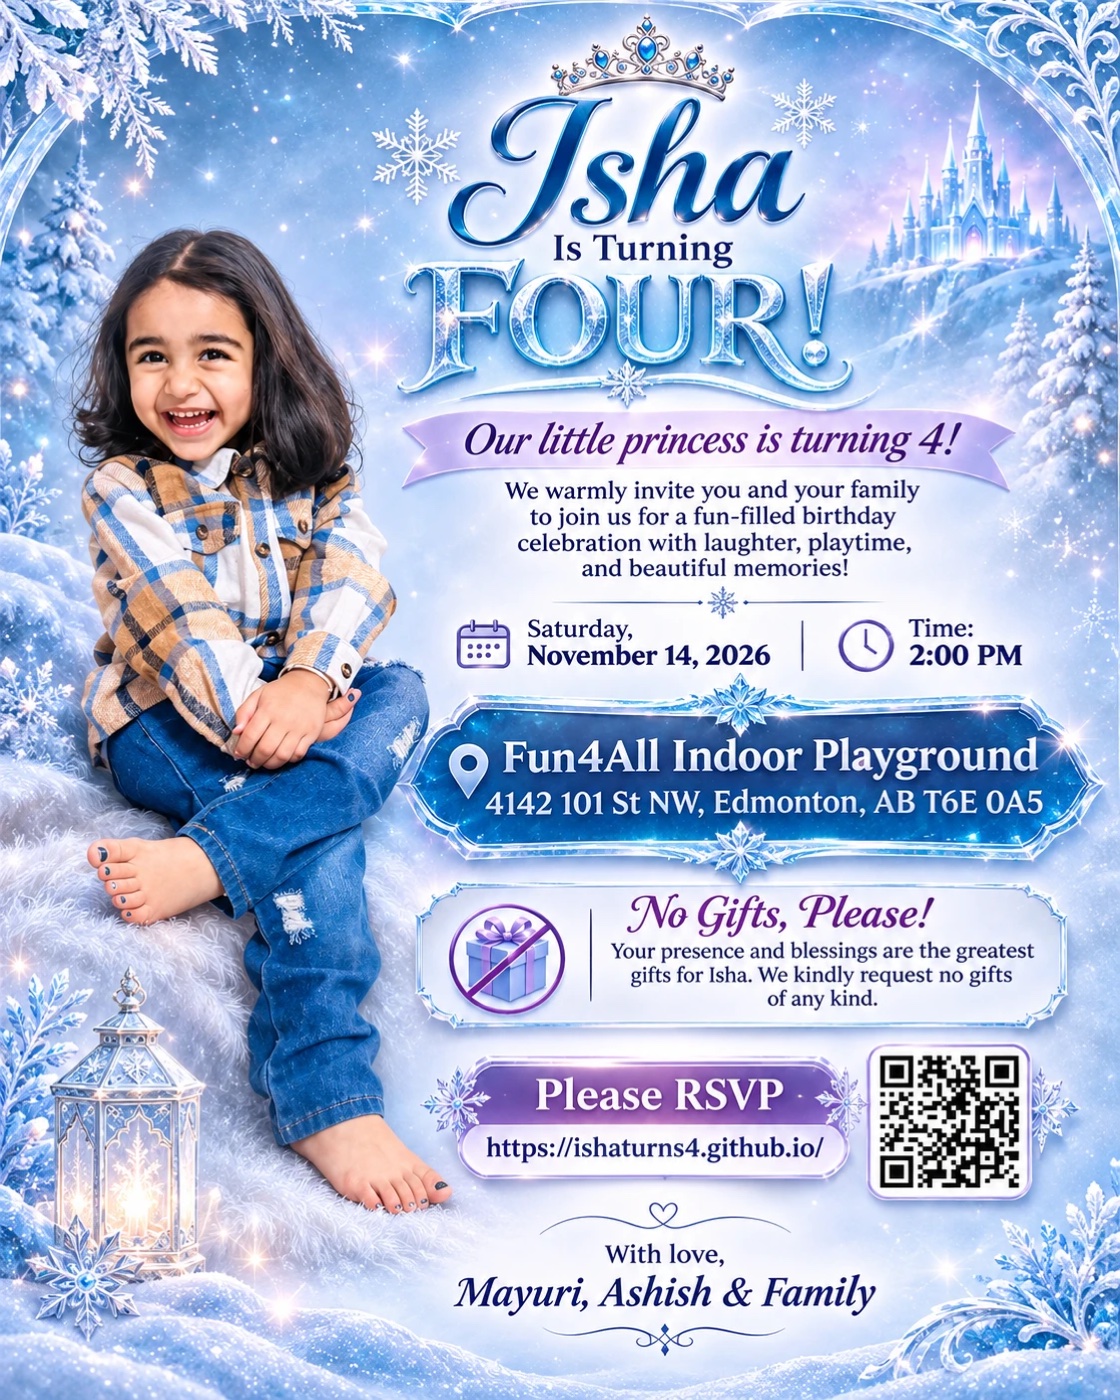 Isha
Is Turning
FOUR!
Our little princess is turning 4!
We warmly invite you and your family
to join us for a fun-filled birthday
celebration with laughter, playtime,
and beautiful memories!
Saturday,
November 14, 2026
Time:
2:00 PM
Fun4All Indoor Playground
4142 101 St NW, Edmonton, AB T6E 0A5
No Gifts, Please!
Your presence and blessings are the greatest
gifts for Isha. We kindly request no gifts
of any kind.
Please RSVP
https://ishaturns4.github.io/
With love,
Mayuri, Ashish & Family